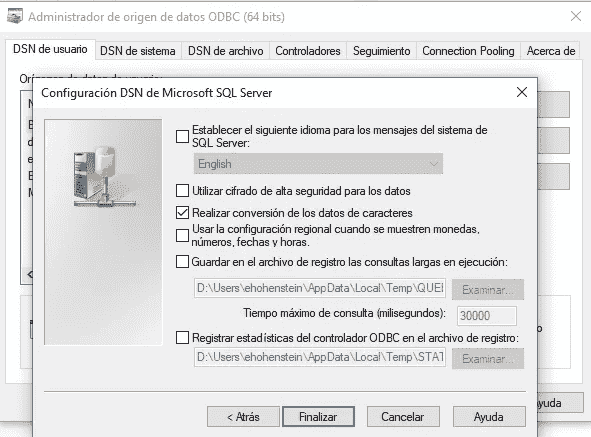 Administrador de origen de datos ODBC (64 bits)
DSN de usuario DSN de sistema DSN de archivo Controladores Seguimiento Connection Pooling Acerca de
Configuración DSN de Microsoft SQL Server
Establecer el siguiente idioma para los mensajes del sistema de
SQL Server:
English
Utilizar cifrado de alta seguridad para los datos
Realizar conversión de los datos de caracteres
Usar la configuración regional cuando se muestren monedas,
números, fechas y horas.
Guardar en el archivo de registro las consultas largas en ejecución:
D:\Users\ehohenstein\AppData\Local\Temp\QUE Examinar...
Tiempo máximo de consulta (milisegundos): 30000
Registrar estadísticas del controlador ODBC en el archivo de registro:
D:\Users\ehohenstein\AppData\Local\Temp\STAT Examinar...
< Atrás Finalizar Cancelar Ayuda